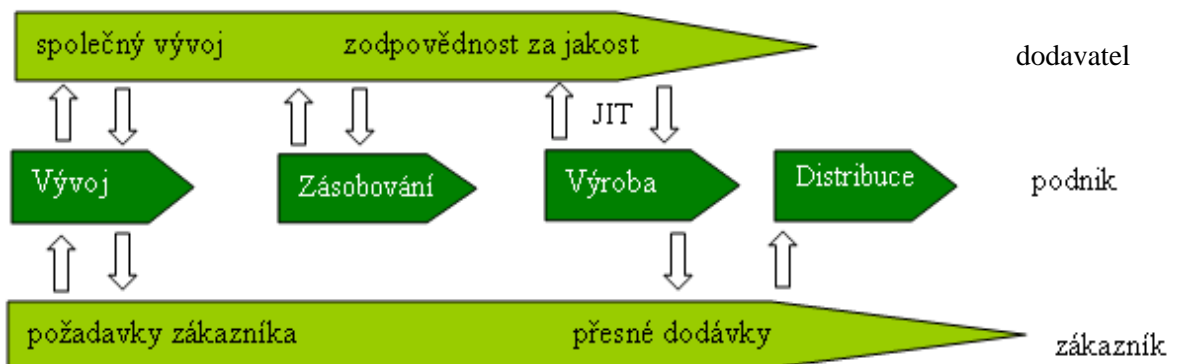 společný vývoj zodpovědnost za jakost
dodavatel
JIT
Vývoj
Zásobování
Výroba
Distribuce
podnik
požadavky zákazníka přesné dodávky
zákazník